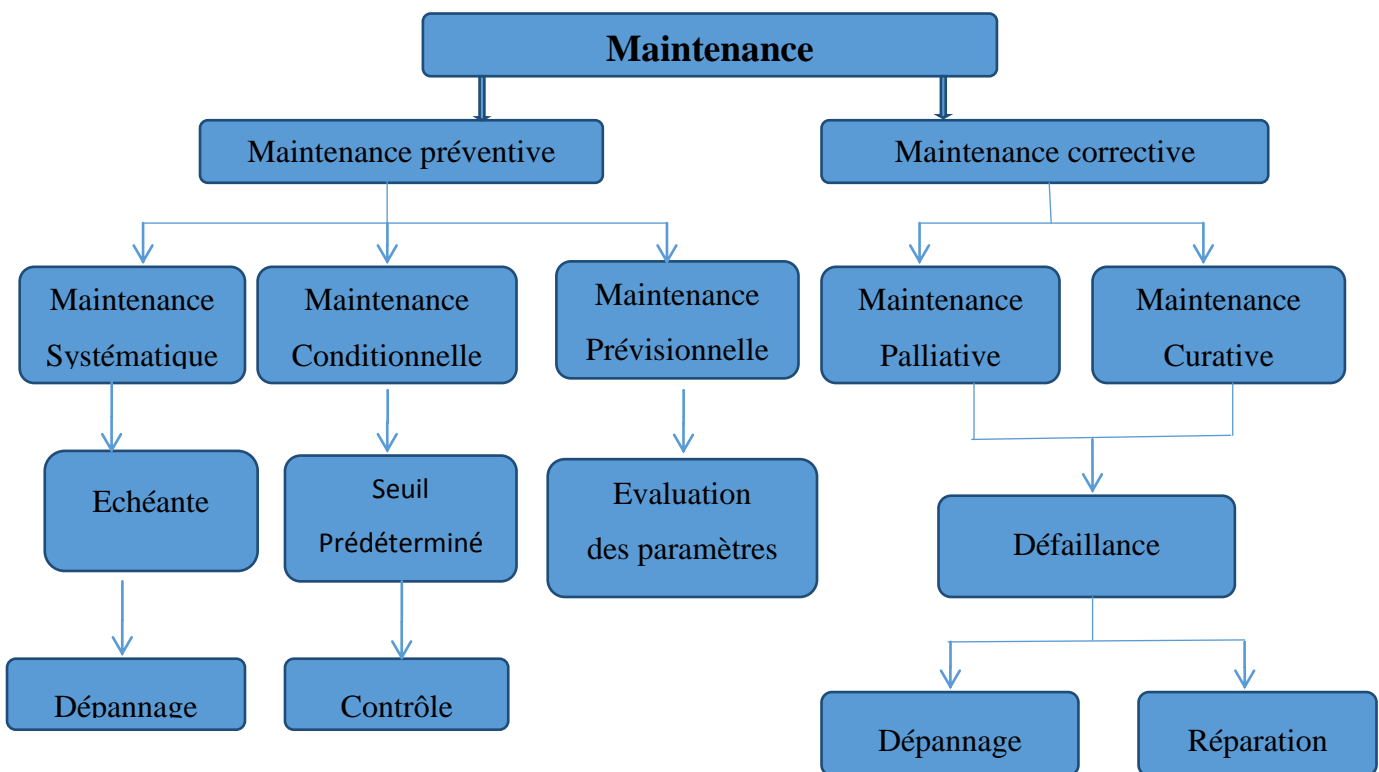 Maintenance
Maintenance préventive
Maintenance corrective
Maintenance
Systématique
Maintenance
Conditionnelle
Maintenance
Prévisionnelle
Maintenance
Palliative
Maintenance
Curative
Echéante
Seuil
Prédéterminé
Evaluation
des paramètres
Défaillance
Dépannage
Contrôle
Dépannage
Réparation